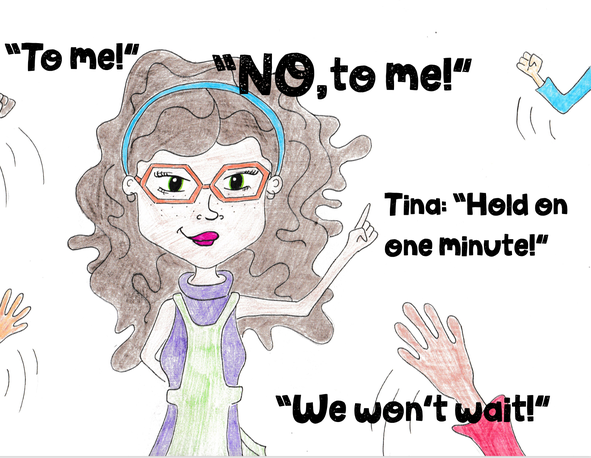 "To me!"
"NO, to me!"
Tina: "Hold on
one minute!"
"We won't wait!"